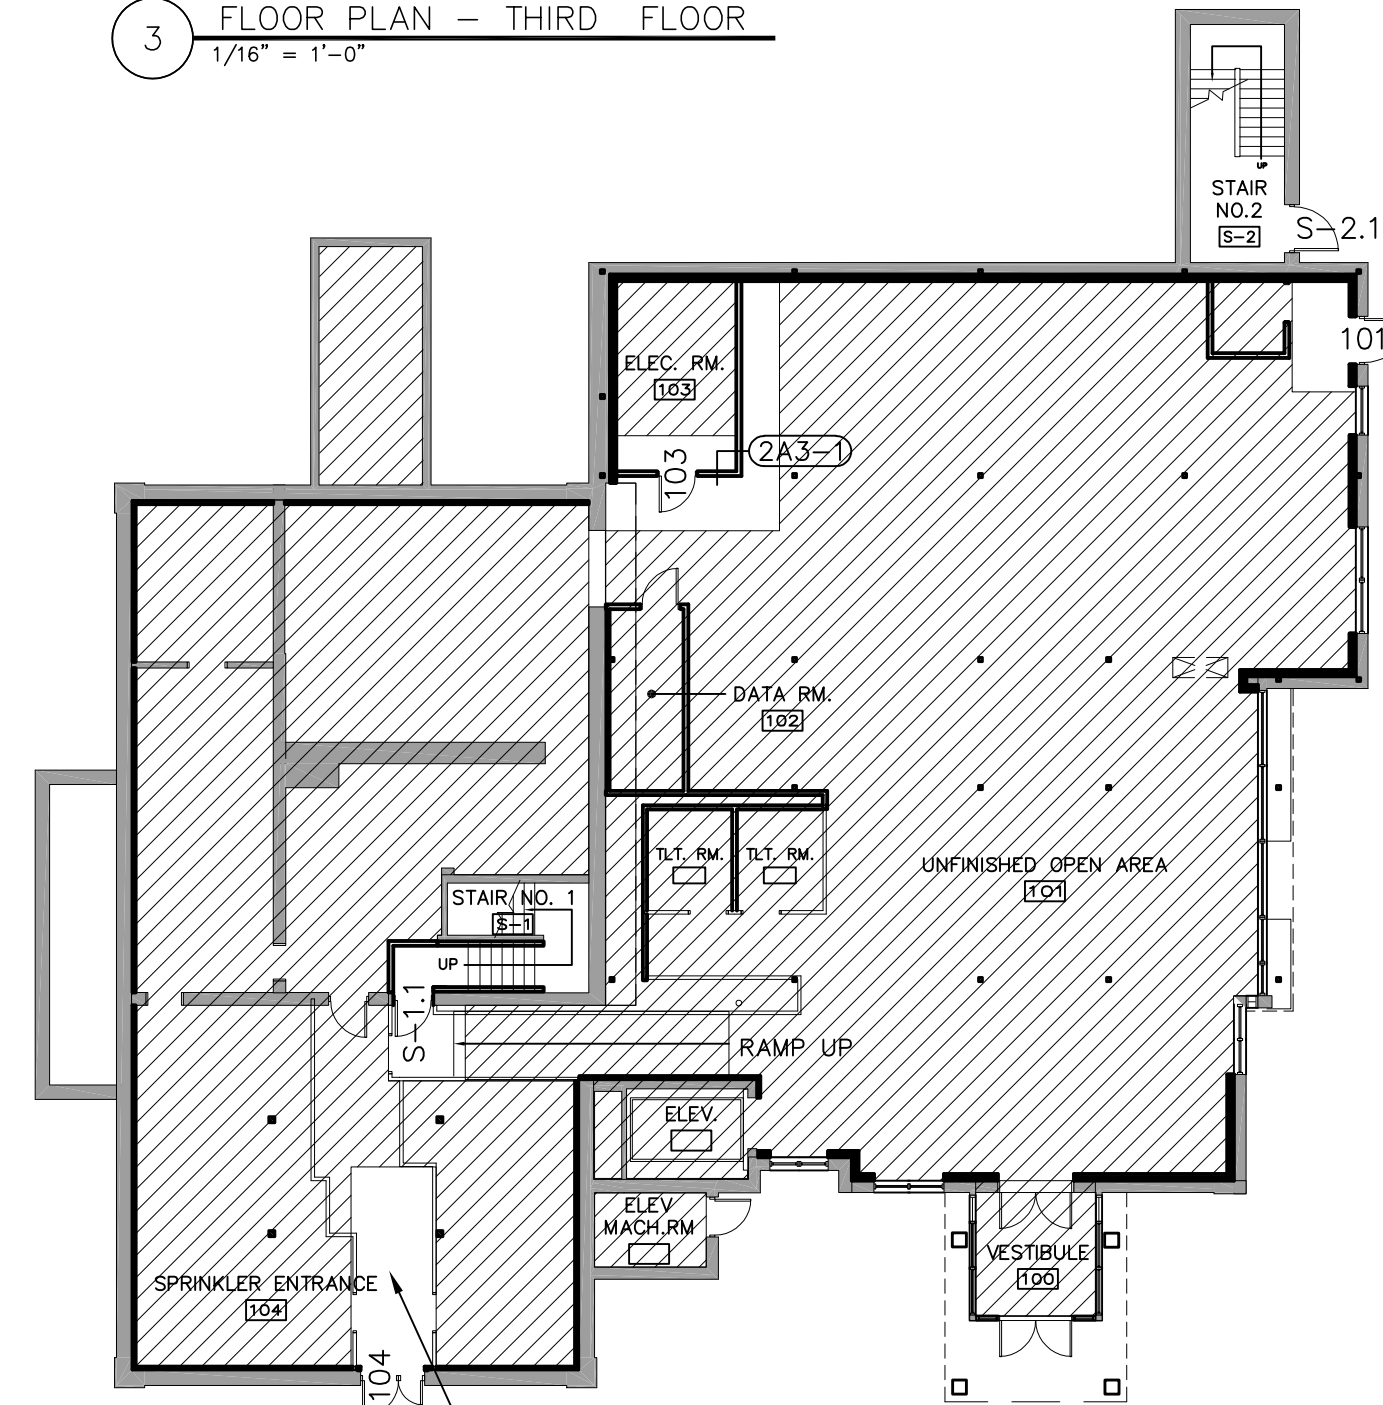 3
FLOOR PLAN – THIRD FLOOR
1/16" = 1'-0"
UP
STAIR
NO.2
S-2
S-2.1
101
ELEC. RM.
103
103
2A3-1
DATA RM.
102
TLT. RM.
TLT. RM.
UNFINISHED OPEN AREA
101
STAIR NO. 1
S-1
UP
S-1.1
RAMP UP
ELEV.
ELEV
MACH.RM
VESTIBULE
100
SPRINKLER ENTRANCE
104
104